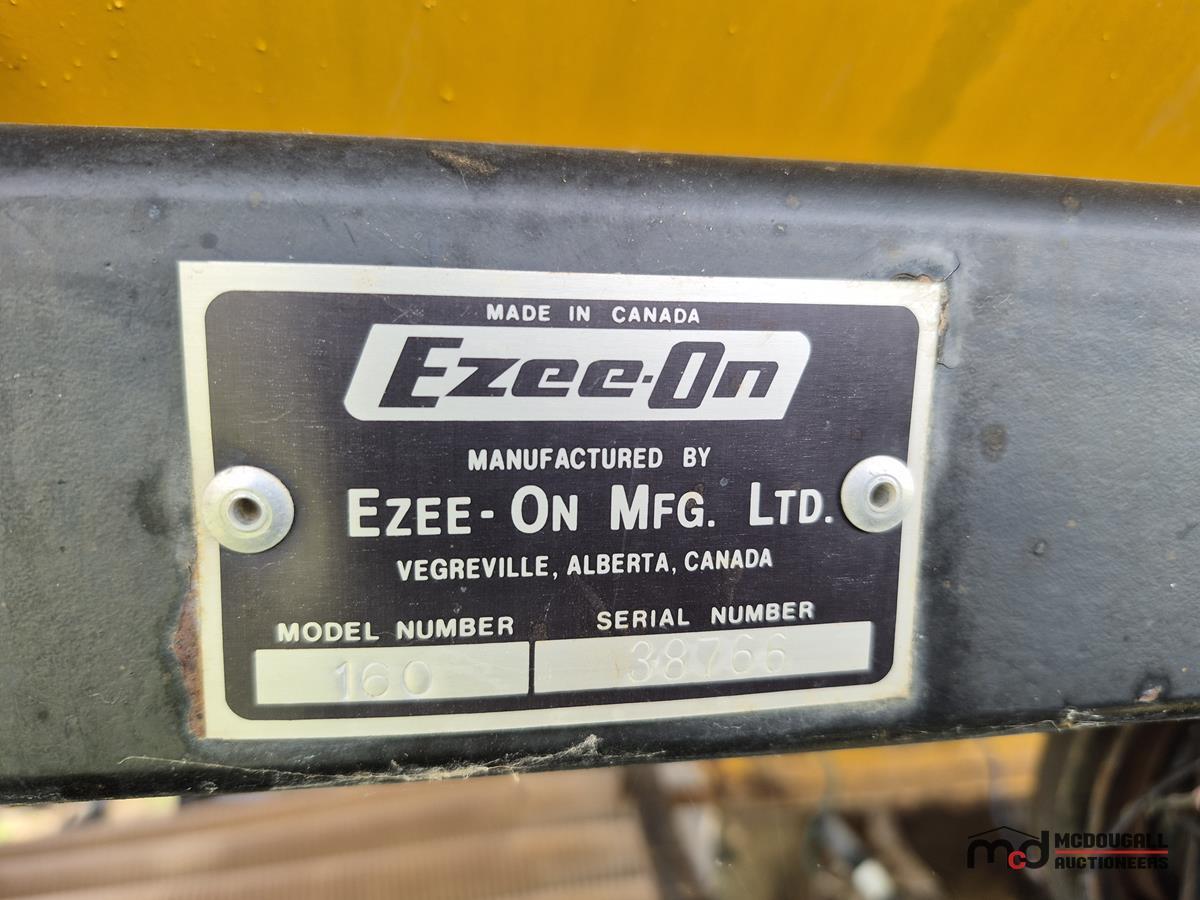 MADE IN CANADA
Ezee-On
MANUFACTURED BY
EZEE-ON MFG. LTD.
VEGREVILLE, ALBERTA, CANADA
MODEL NUMBER SERIAL NUMBER
160 38766
mcd MCDOUGALL
AUCTIONEERS